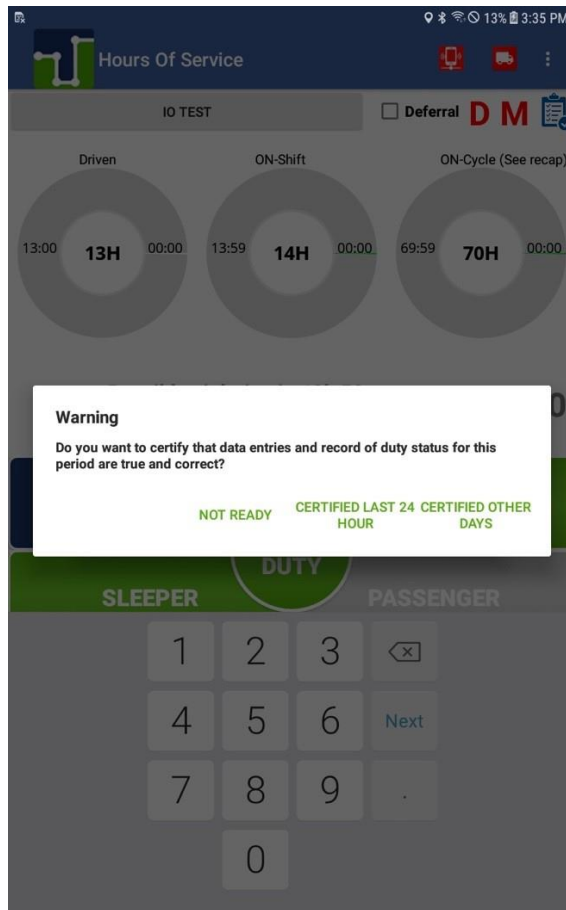 13% 3:35 PM
Hours Of Service
IO TEST
Deferral D M
Driven
ON-Shift
ON-Cycle (See recap)
13:00 13H 00:00
13:59 14H 00:00
69:59 70H 00:00
Warning
Do you want to certify that data entries and record of duty status for this
period are true and correct?
NOT READY
CERTIFIED LAST 24
HOUR
CERTIFIED OTHER
DAYS
DUTY
SLEEPER
PASSENGER
1 2 3
4 5 6 Next
7 8 9 .
0